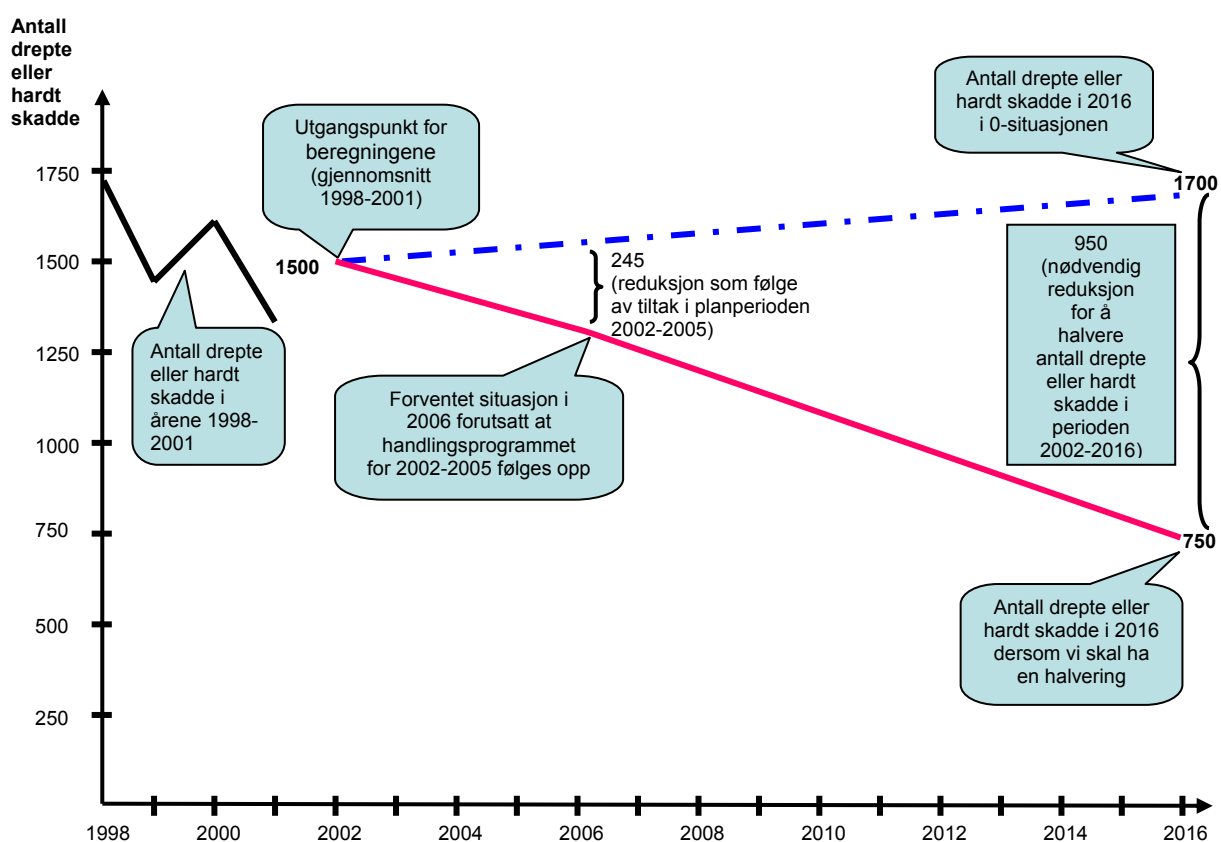 Antall
drepte
eller
hardt
skadde
Utgangspunkt for
beregningene
(gjennomsnitt
1998-2001)
Antall drepte eller
hardt skadde i 2016
i 0-situasjonen
1750
1500
1250
1000
750
500
250
1700
1500
245
(reduksjon som følge
av tiltak i planperioden
2002-2005)
950
(nødvendig
reduksjon
for å
halvere
antall drepte
eller hardt
skadde i
perioden
2002-2016)
Antall drepte
eller hardt
skadde i
årene 1998-
2001
Forventet situasjon i
2006 forutsatt at
handlingsprogrammet
for 2002-2005 følges opp
750
Antall drepte eller
hardt skadde i 2016
dersom vi skal ha
en halvering
1998 2000 2002 2004 2006 2008 2010 2012 2014 2016